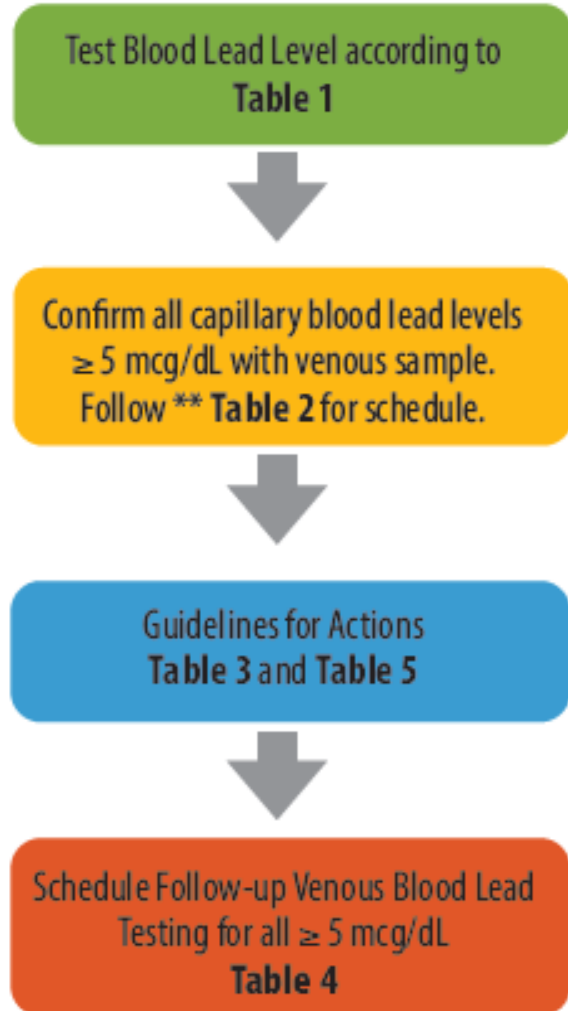 Test Blood Lead Level according to
Table 1
Confirm all capillary blood lead levels
≥ 5 mcg/dL with venous sample.
Follow ** Table 2 for schedule.
Guidelines for Actions
Table 3 and Table 5
Schedule Follow-up Venous Blood Lead
Testing for all ≥ 5 mcg/dL
Table 4